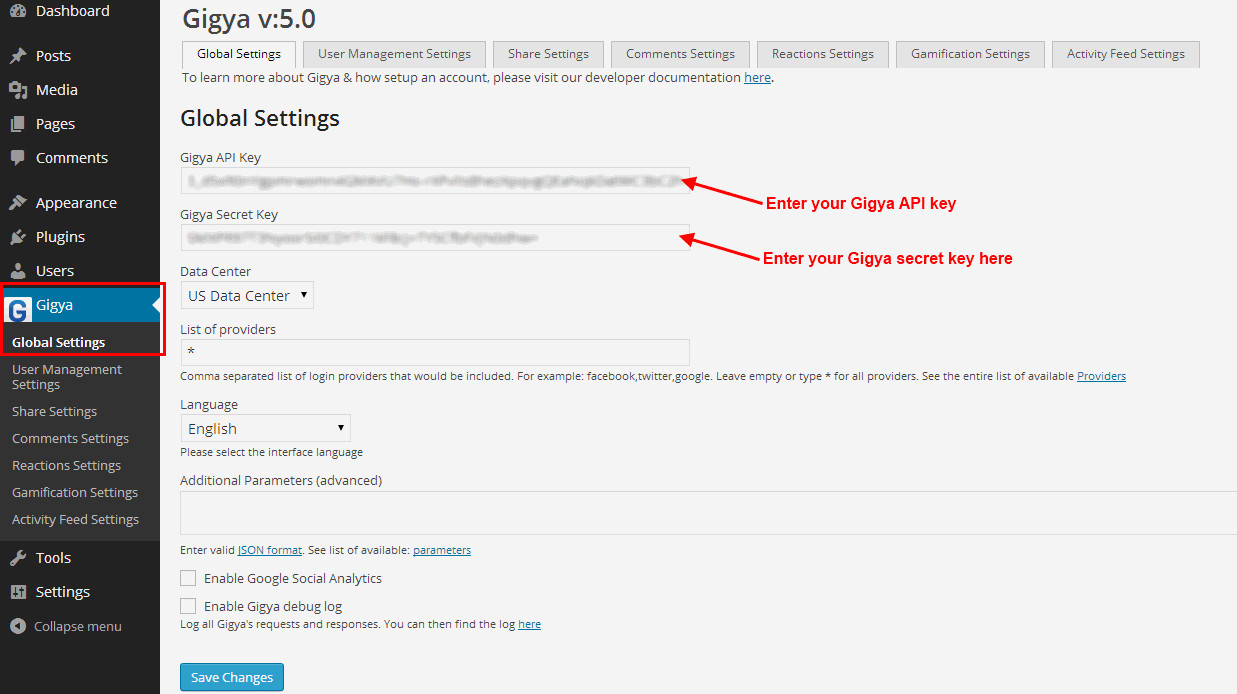 Dashboard
Posts
Media
Pages
Comments
Appearance
Plugins
Users
G Gigya
Global Settings
User Management
Settings
Share Settings
Comments Settings
Reactions Settings
Gamification Settings
Activity Feed Settings
Tools
Settings
Collapse menu
Gigya v:5.0
Global Settings User Management Settings Share Settings Comments Settings Reactions Settings Gamification Settings Activity Feed Settings
To learn more about Gigya & how setup an account, please visit our developer documentation here.
Global Settings
Gigya API Key
Enter your Gigya API key
Gigya Secret Key
Enter your Gigya secret key here
Data Center
US Data Center
List of providers
*
Comma separated list of login providers that would be included. For example: facebook,twitter,google. Leave empty or type * for all providers. See the entire list of available Providers
Language
English
Please select the interface language
Additional Parameters (advanced)
Enter valid JSON format. See list of available: parameters
Enable Google Social Analytics
Enable Gigya debug log
Log all Gigya's requests and responses. You can then find the log here
Save Changes